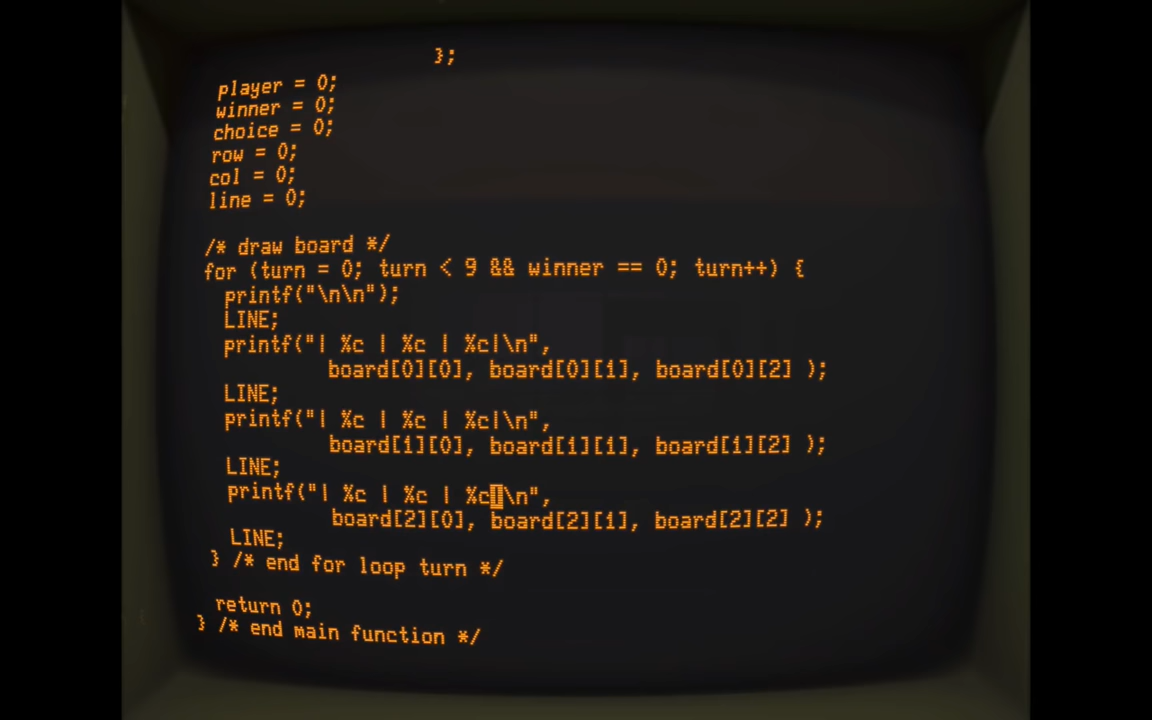 };
player = 0;
winner = 0;
choice = 0;
row = 0;
col = 0;
line = 0;
/* draw board */
for (turn = 0; turn < 9 && winner == 0; turn++) {
printf("\n\n");
LINE;
printf("| %c | %c | %c|\n",
board[0][0], board[0][1], board[0][2] );
LINE;
printf("| %c | %c | %c|\n",
board[1][0], board[1][1], board[1][2] );
LINE;
printf("| %c | %c | %c|\n",
board[2][0], board[2][1], board[2][2] );
LINE;
} /* end for loop turn */
return 0;
} /* end main function */